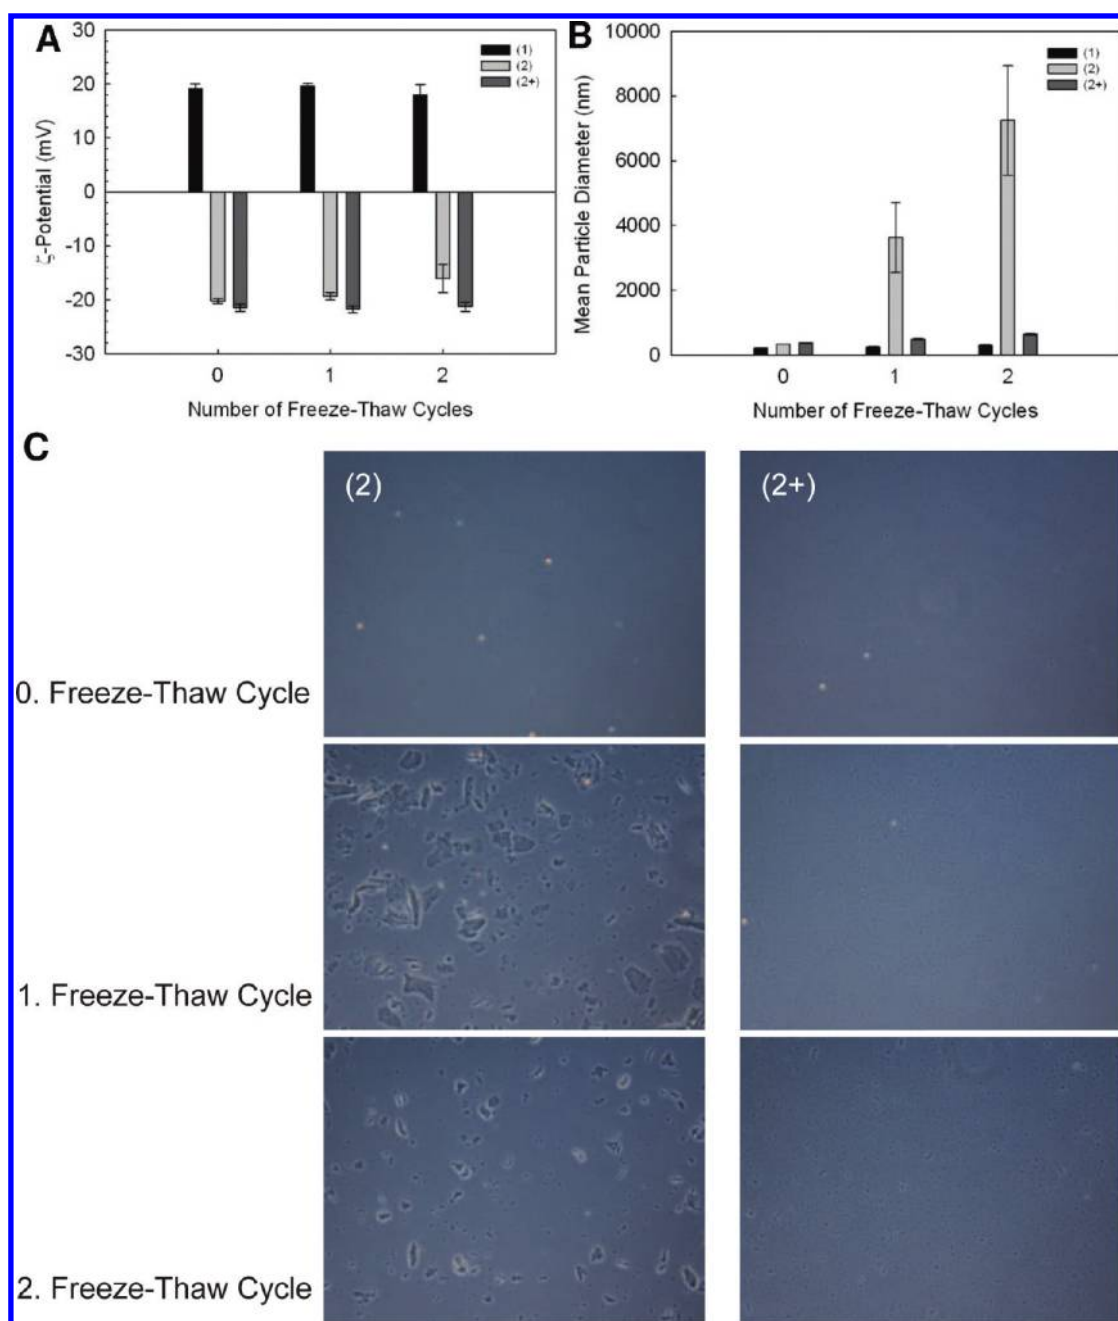 A
30
20
10
0
-10
-20
-30
ζ-Potential (mV)
(1)
(2)
(2+)
0 1 2
Number of Freeze-Thaw Cycles
B
10000
8000
6000
4000
2000
0
Mean Particle Diameter (nm)
(1)
(2)
(2+)
0 1 2
Number of Freeze-Thaw Cycles
C
(2) (2+)
0. Freeze-Thaw Cycle
1. Freeze-Thaw Cycle
2. Freeze-Thaw Cycle